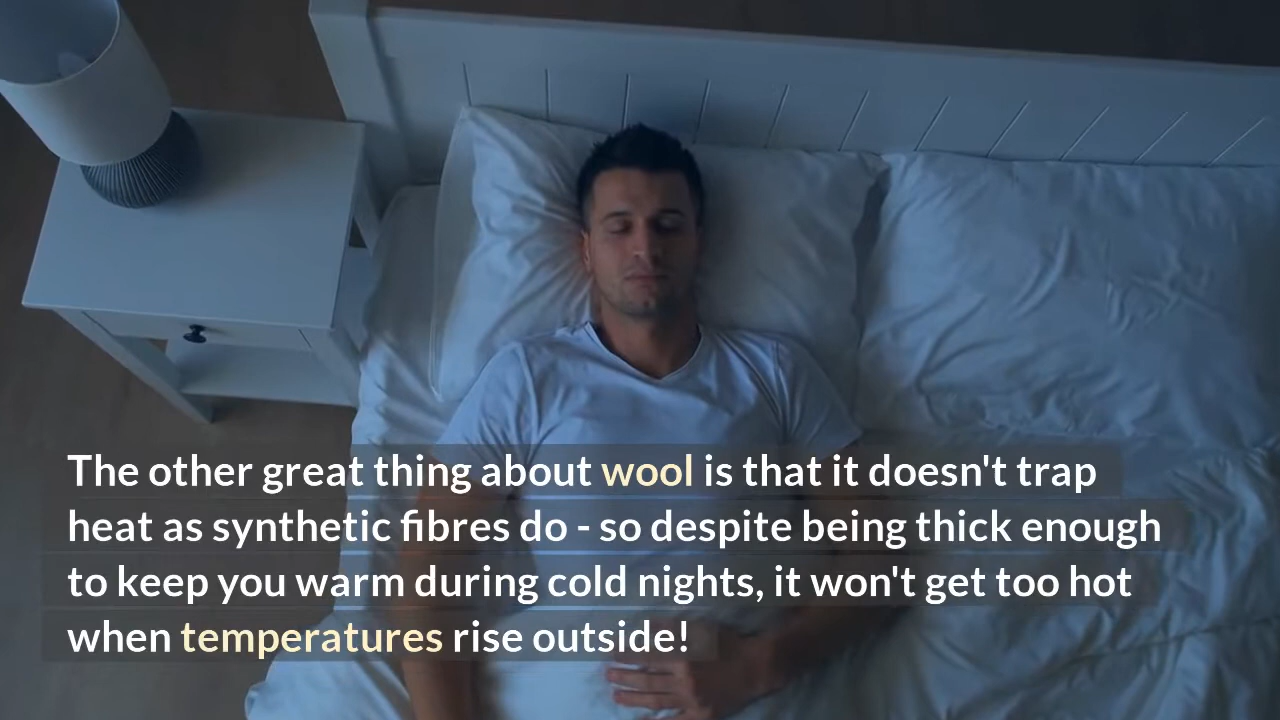 The other great thing about wool is that it doesn't trap
heat as synthetic fibres do - so despite being thick enough
to keep you warm during cold nights, it won't get too hot
when temperatures rise outside!